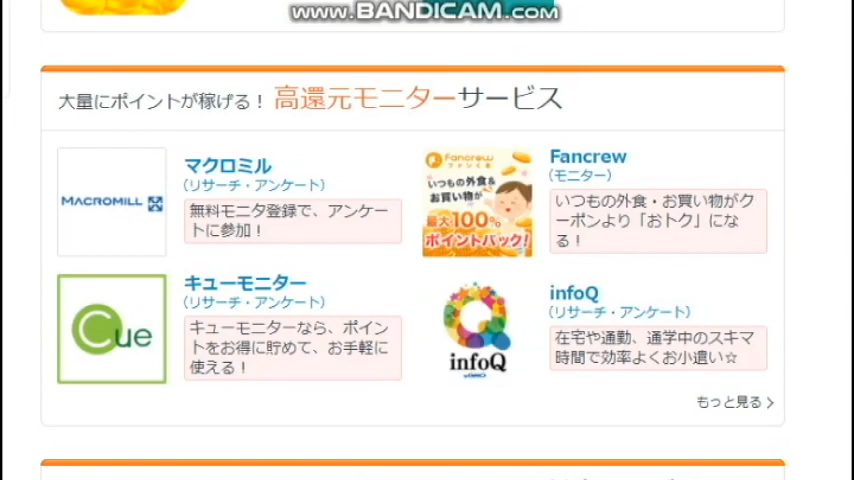 www.BANDICAM.com
大量にポイントが稼げる！ 高還元モニターサービス
MACROMILL
マクロミル
（リサーチ・アンケート）
無料モニタ登録で、アンケー
トに参加！
Fancrew
ファンくる
いつもの外食&
お買い物が
最大100%
ポイントバック!
Fancrew
（モニター）
いつもの外食・お買い物がク
ーポンより「おトク」にな
る！
Cue
キューモニター
（リサーチ・アンケート）
キューモニターなら、ポイン
トをお得に貯めて、お手軽に
使える！
infoQ
by GMO
infoQ
（リサーチ・アンケート）
在宅や通勤、通学中のスキマ
時間で効率よくお小遣い☆
もっと見る